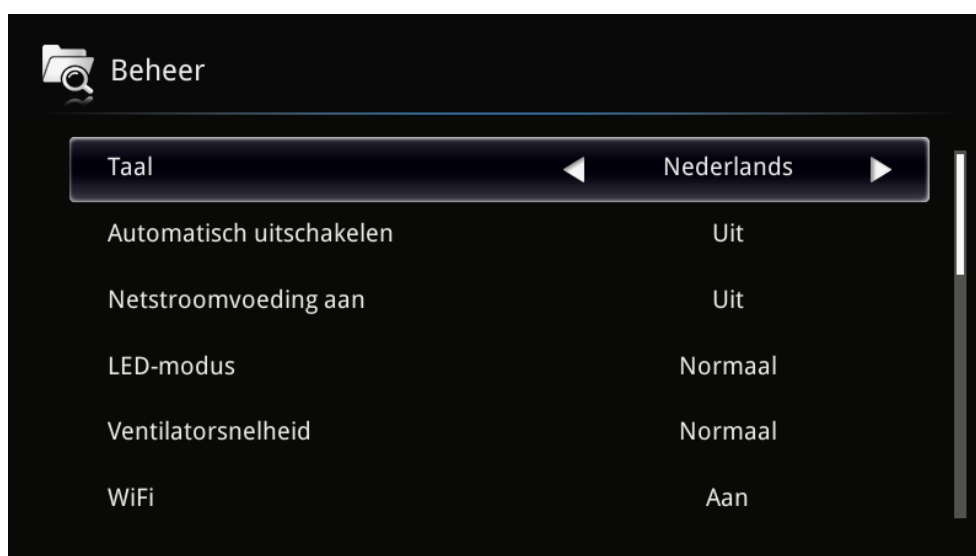 Beheer
Taal Nederlands
Automatisch uitschakelen Uit
Netstroomvoeding aan Uit
LED-modus Normaal
Ventilatorsnelheid Normaal
WiFi Aan